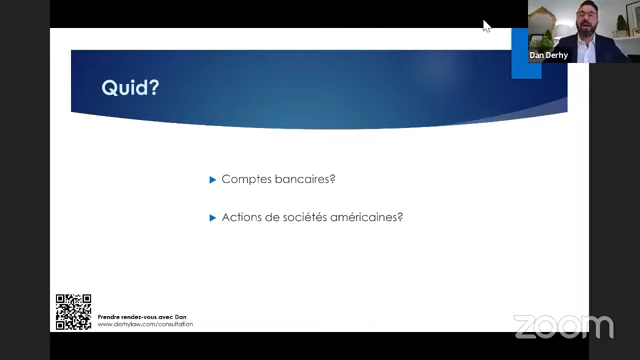 Dan Derhy
Quid?
Comptes bancaires?
Actions de sociétés américaines?
Prendre rendez-vous avec Dan
www.derhylaw.com/consultation
zoom